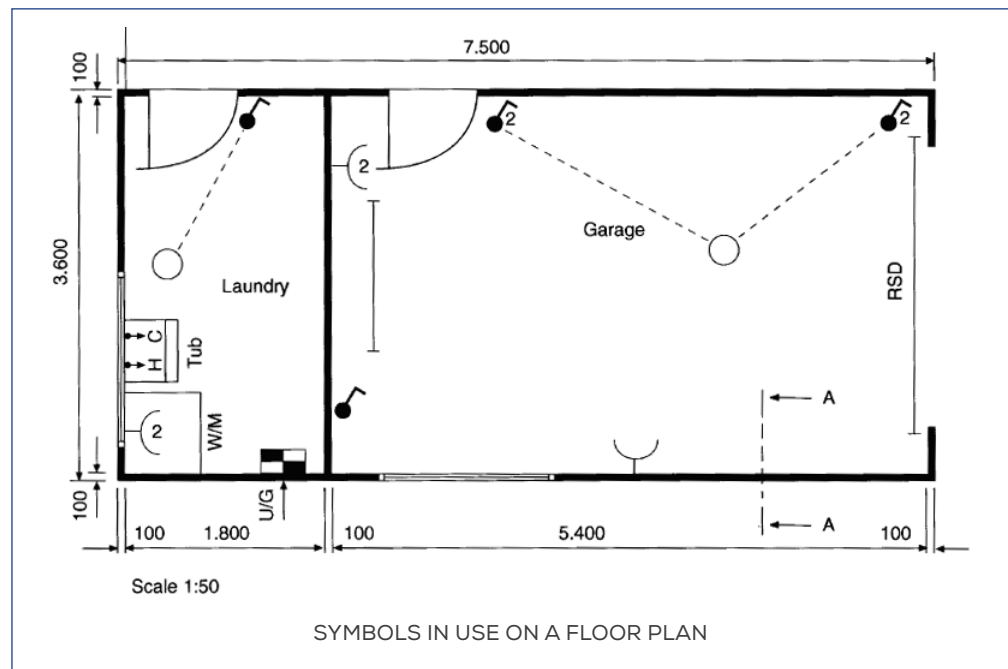 7.500
100
2
2
2
Garage
3.600
Laundry
RSD
C
H
Tub
A
2
W/M
100
U/G
A
100
1.800
100
5.400
100
Scale 1:50
SYMBOLS IN USE ON A FLOOR PLAN